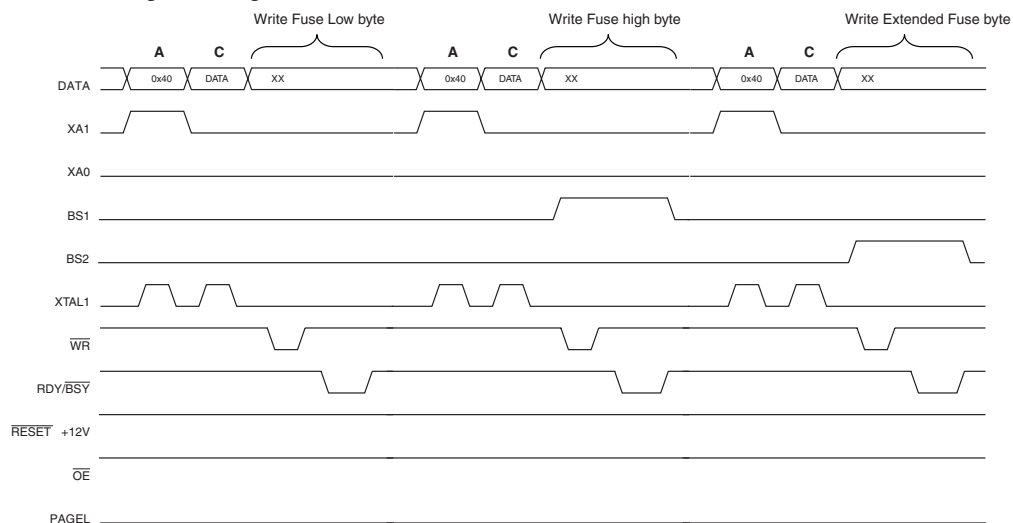 Write Fuse Low byte Write Fuse high byte Write Extended Fuse byte
A C A C A C
DATA 0x40 DATA XX 0x40 DATA XX 0x40 DATA XX
XA1
XA0
BS1
BS2
XTAL1
WR
RDY/BSY
RESET +12V
OE
PAGEL